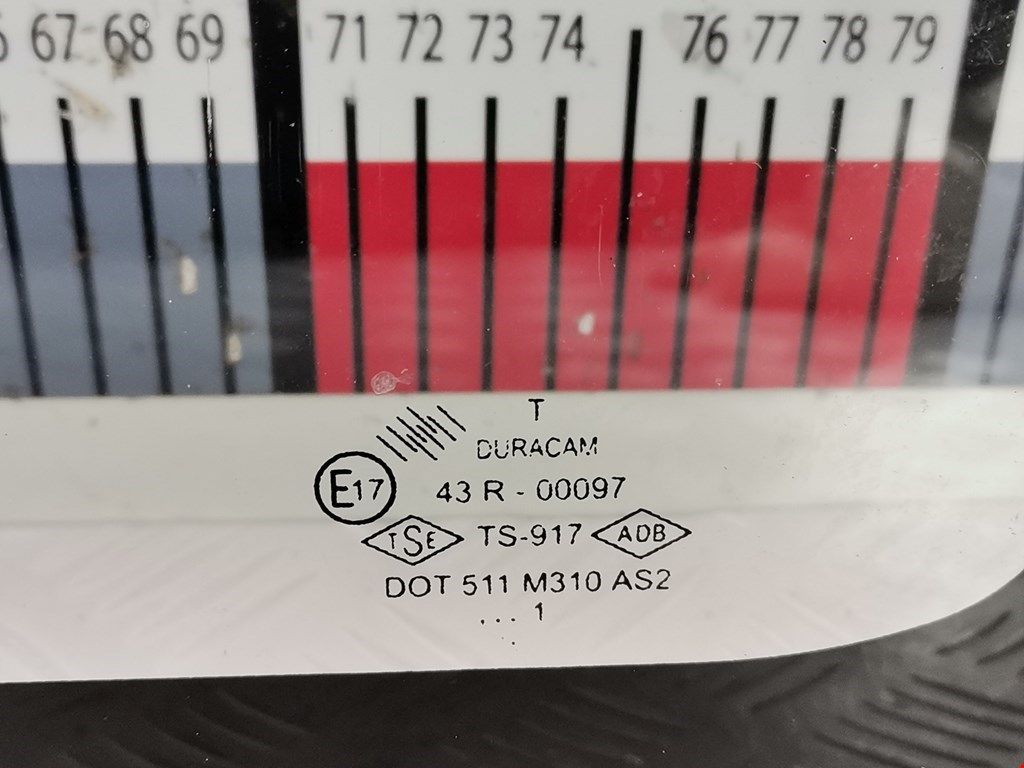 67 68 69 71 72 73 74 76 77 78 79
T
DURACAM
E17 43 R - 00097
TSE TS-917 ADB
DOT 511 M310 AS2
... 1